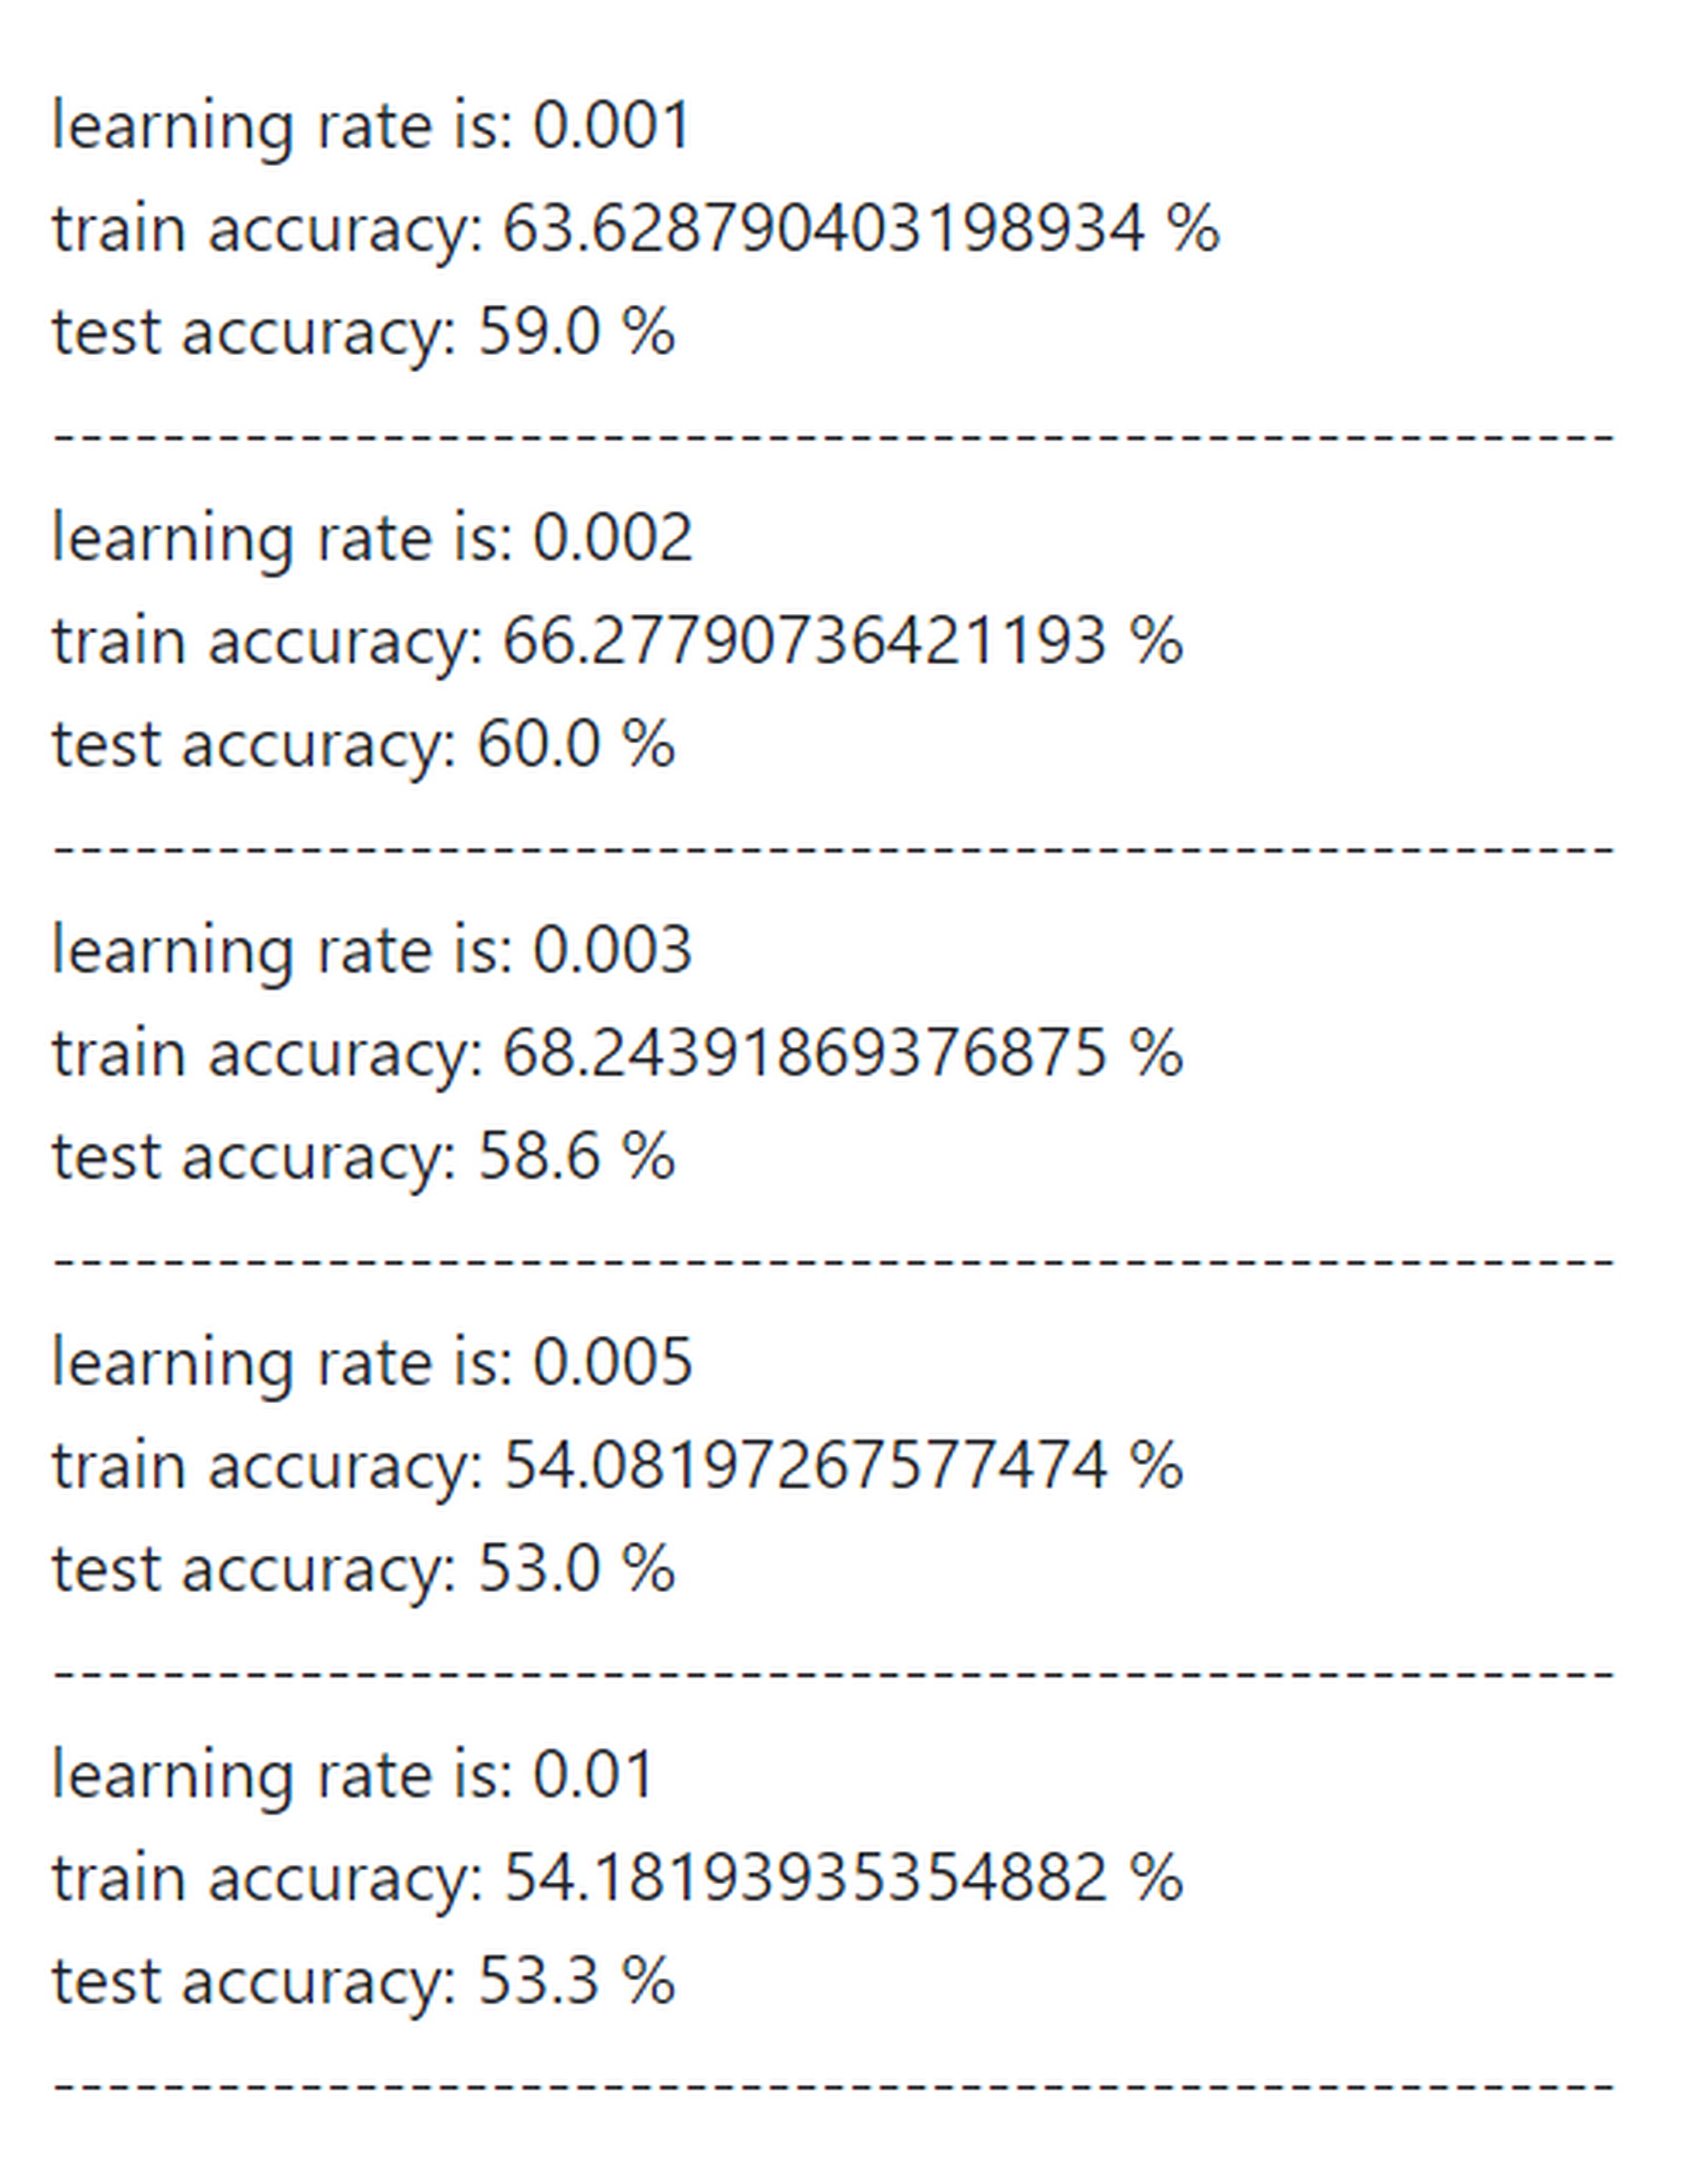 learning rate is: 0.001
train accuracy: 63.628790403198934 %
test accuracy: 59.0 %
---------------------------------------------------------
learning rate is: 0.002
train accuracy: 66.27790736421193 %
test accuracy: 60.0 %
---------------------------------------------------------
learning rate is: 0.003
train accuracy: 68.24391869376875 %
test accuracy: 58.6 %
---------------------------------------------------------
learning rate is: 0.005
train accuracy: 54.08197267577474 %
test accuracy: 53.0 %
---------------------------------------------------------
learning rate is: 0.01
train accuracy: 54.18193935354882 %
test accuracy: 53.3 %
---------------------------------------------------------